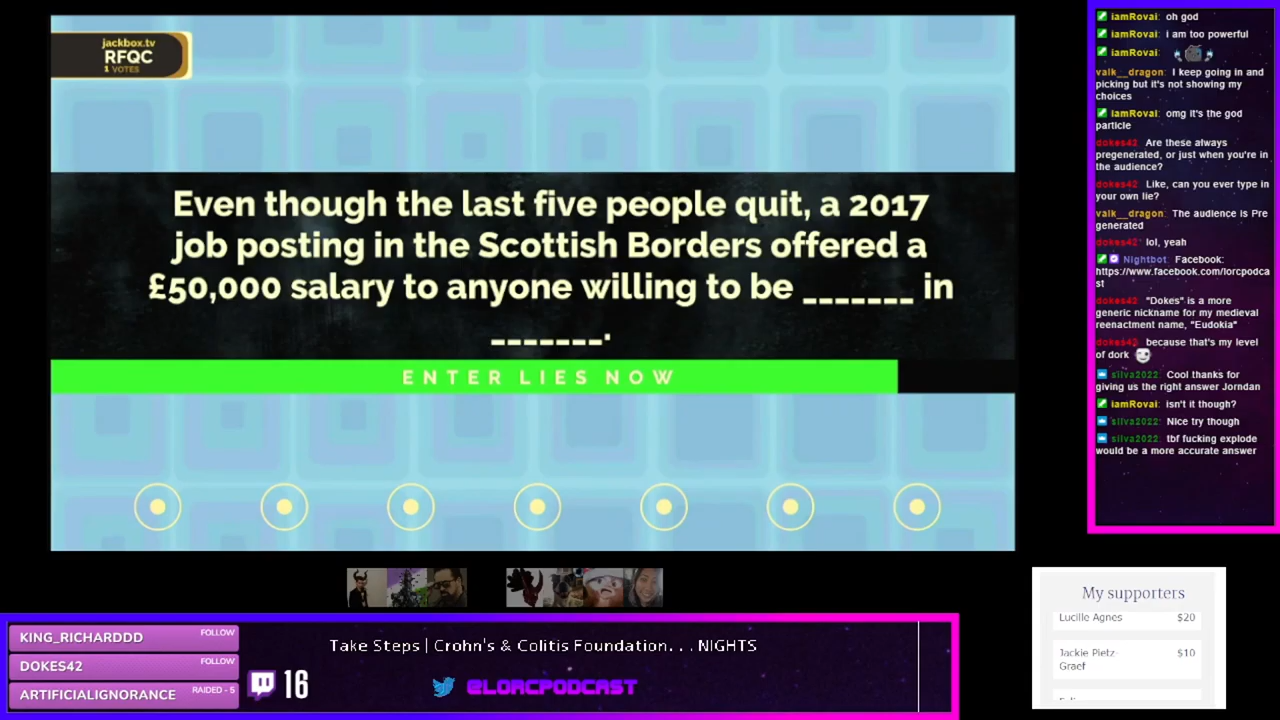 jackbox.tv
RFQC
1 VOTES
Even though the last five people quit, a 2017
job posting in the Scottish Borders offered a
£50,000 salary to anyone willing to be _______ in
_______.
ENTER LIES NOW
iamRovai: oh god
iamRovai: i am too powerful
iamRovai:
valk__dragon: I keep going in and
picking but it's not showing my
choices
iamRovai: omg it's the god
particle
dokes42: Are these always
pregenerated, or just when you're in
the audience?
dokes42: Like, can you ever type in
your own lie?
valk__dragon: The audience is Pre
generated
dokes42: lol, yeah
Nightbot: Facebook:
https://www.facebook.com/lorcpodca
st
dokes42: "Dokes" is a more
generic nickname for my medieval
reenactment name, "Eudokia"
dokes42: because that's my level
of dork
silva2022: Cool thanks for
giving us the right answer Jorndan
iamRovai: isn't it though?
silva2022: Nice try though
silva2022: tbf fucking explode
would be a more accurate answer
My supporters
Lucille Agnes $20
Jackie Pietz-
Graef $10
KING_RICHARDDD FOLLOW
DOKES42 FOLLOW
ARTIFICIALIGNORANCE RAIDED - 5
16
Take Steps | Crohn's & Colitis Foundation. . . NIGHTS
@LORCPODCAST